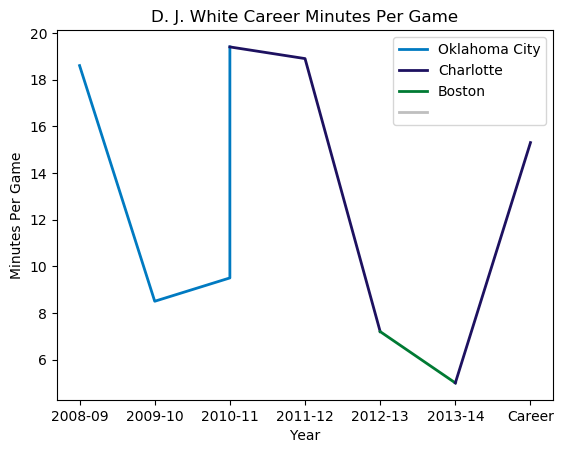 D. J. White Career Minutes Per Game
20
18
16
14
12
10
8
6
Minutes Per Game
Oklahoma City
Charlotte
Boston
2008-09 2009-10 2010-11 2011-12 2012-13 2013-14 Career
Year